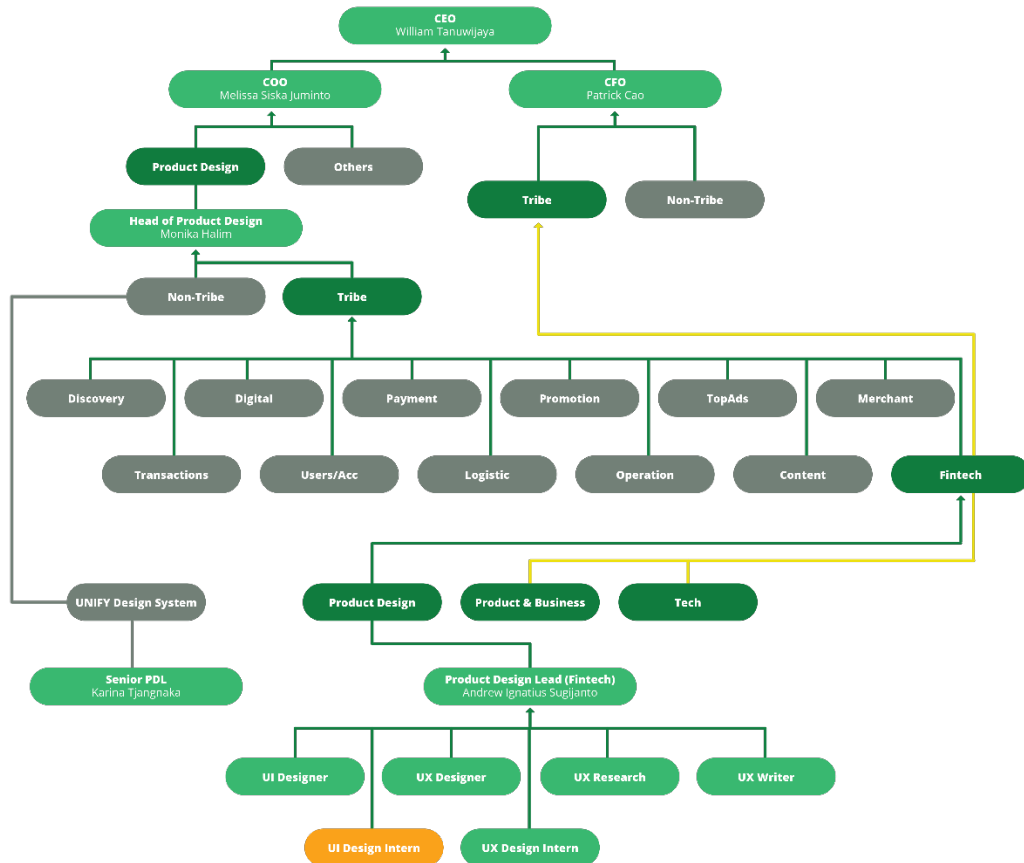 CEO
William Tanuwijaya
COO
Melissa Siska Juminto
CFO
Patrick Cao
Product Design
Others
Tribe
Non-Tribe
Head of Product Design
Monika Halim
Non-Tribe
Tribe
Discovery
Digital
Payment
Promotion
TopAds
Merchant
Transactions
Users/Acc
Logistic
Operation
Content
Fintech
UNIFY Design System
Product Design
Product & Business
Tech
Senior PDL
Karina Tjangnaka
Product Design Lead (Fintech)
Andrew Ignatius Sugijanto
UI Designer
UX Designer
UX Research
UX Writer
UI Design Intern
UX Design Intern